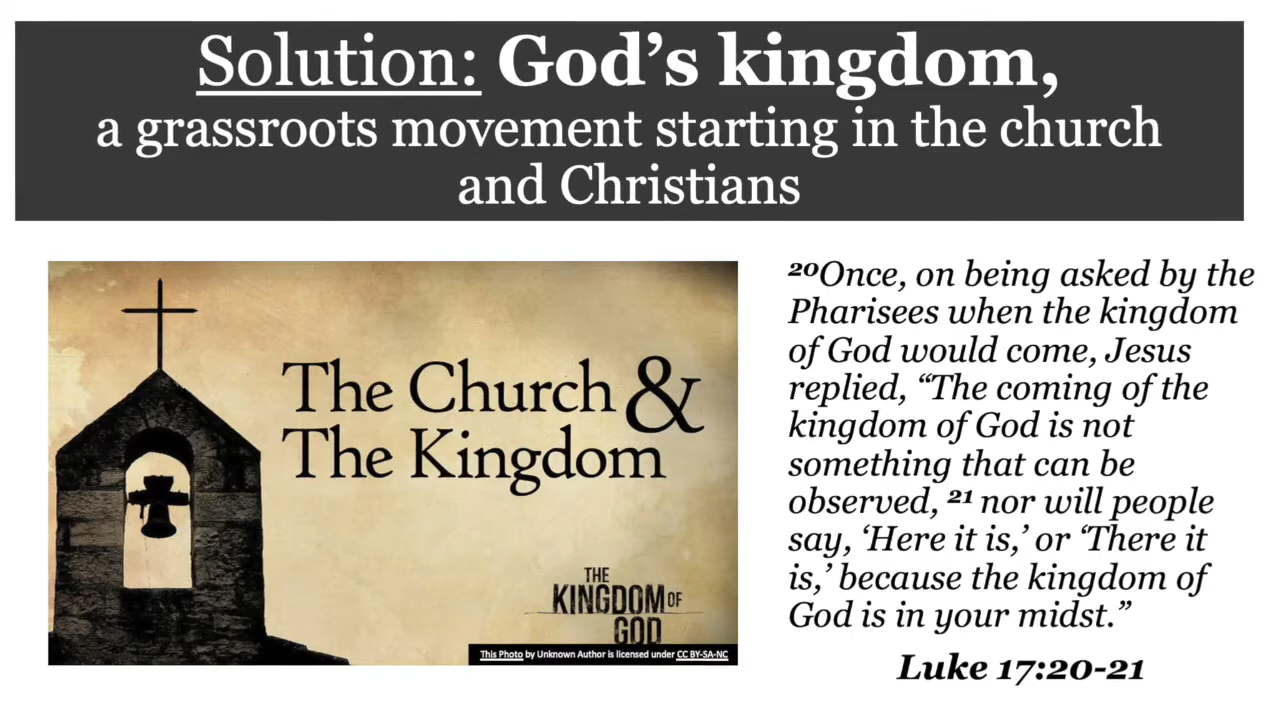 Solution: God’s kingdom,
a grassroots movement starting in the church
and Christians
The Church &
The Kingdom
THE
KINGDOM OF
GOD
This Photo by Unknown Author is licensed under CC BY-SA-NC
20Once, on being asked by the
Pharisees when the kingdom
of God would come, Jesus
replied, “The coming of the
kingdom of God is not
something that can be
observed, 21 nor will people
say, ‘Here it is,’ or ‘There it
is,’ because the kingdom of
God is in your midst.”
Luke 17:20-21